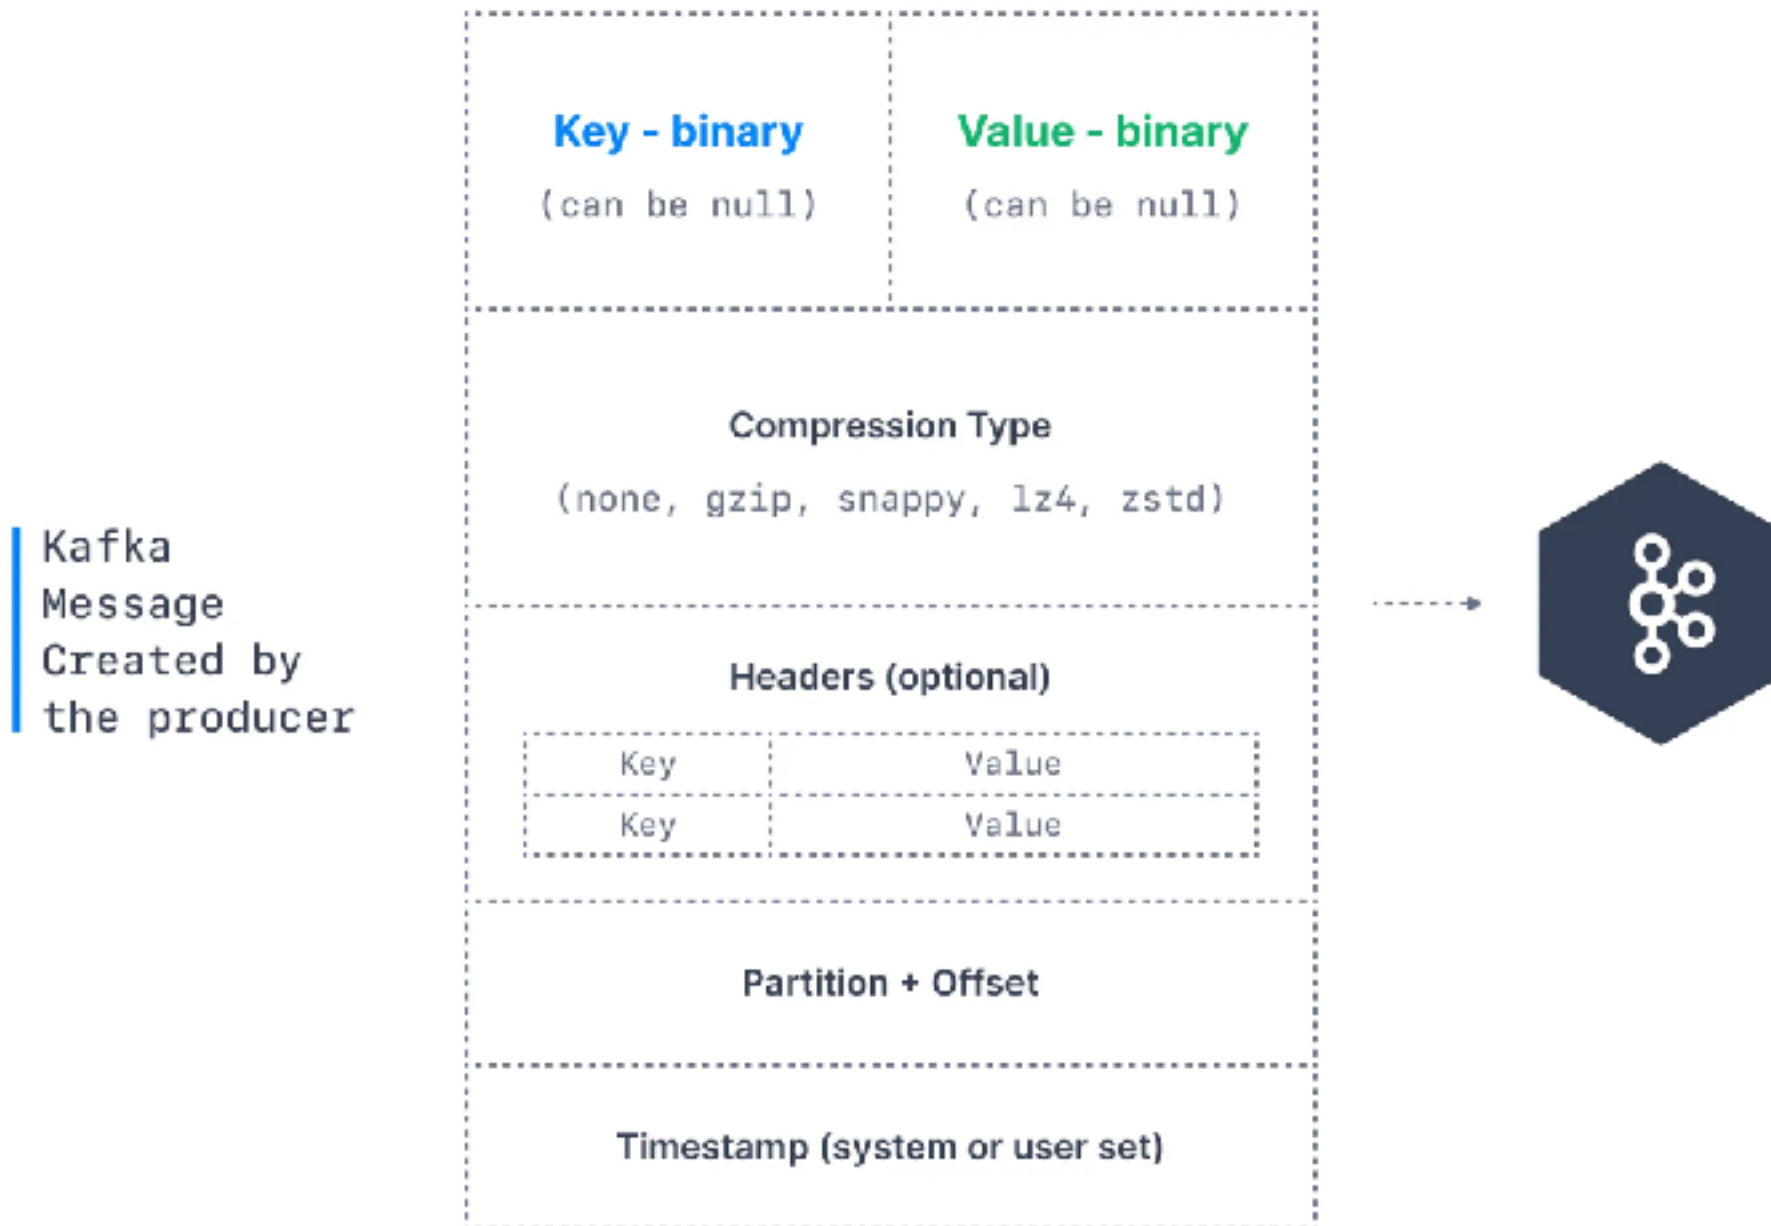 Key - binary
Value - binary
(can be null)
(can be null)
Compression Type
(none, gzip, snappy, lz4, zstd)
Kafka
Message
Created by
the producer
Headers (optional)
Key
Value
Key
Value
Partition + Offset
Timestamp (system or user set)